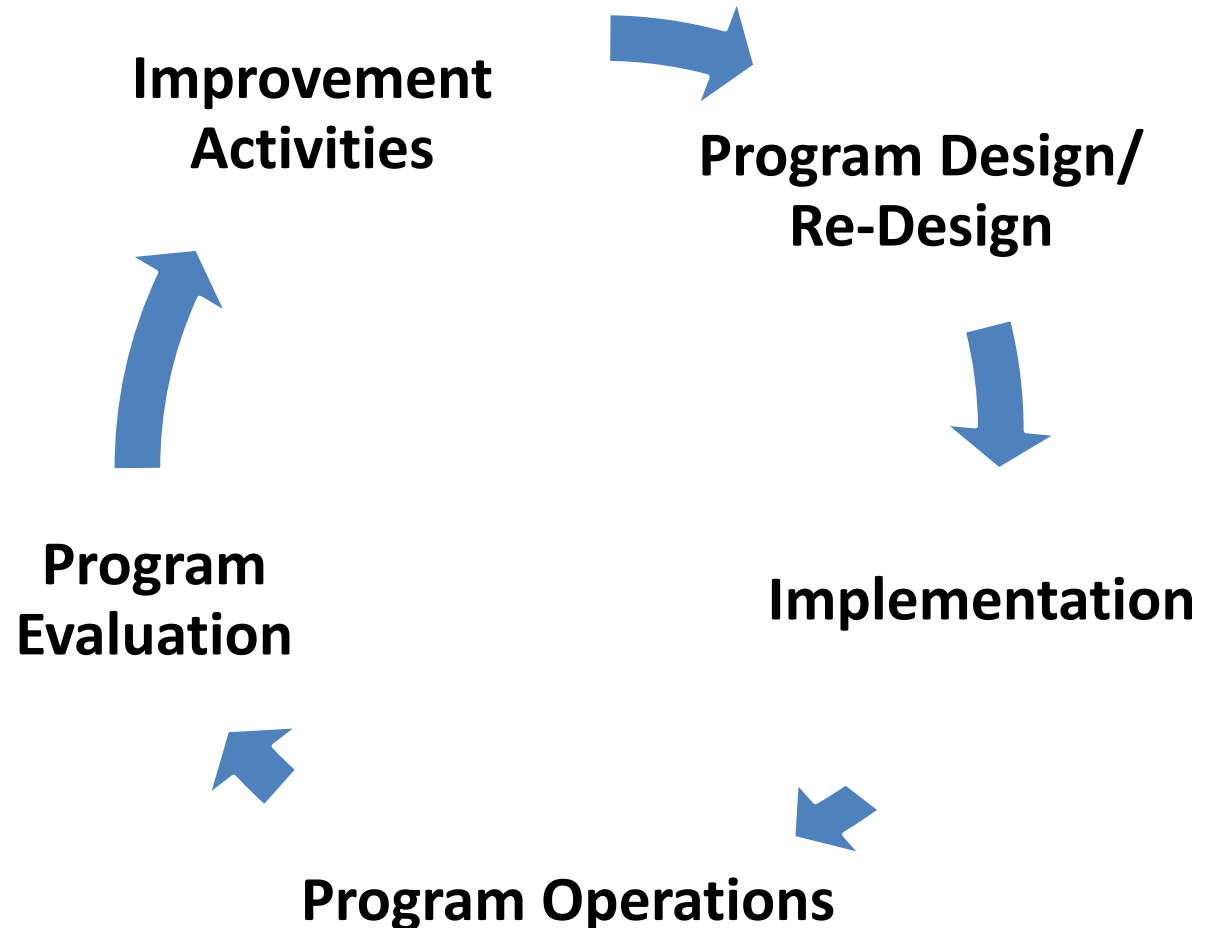 Improvement
Activities
Program Design/
Re-Design
Implementation
Program Operations
Program
Evaluation